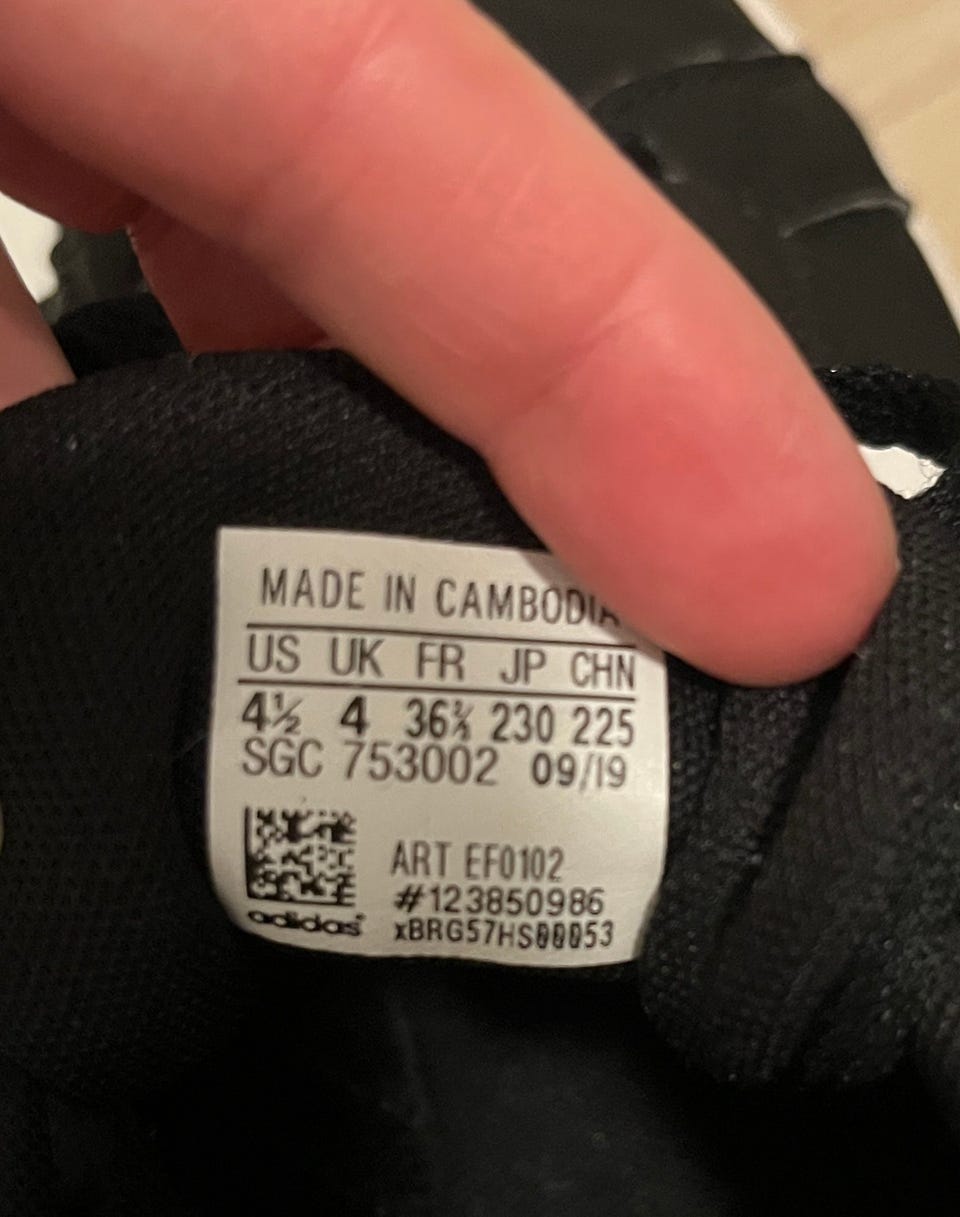 MADE IN CAMBODIA
US UK FR JP CHN
4½ 4 36⅔ 230 225
SGC 753002 09/19
ART EF0102
#123850986
adidas xBRG57HS00053